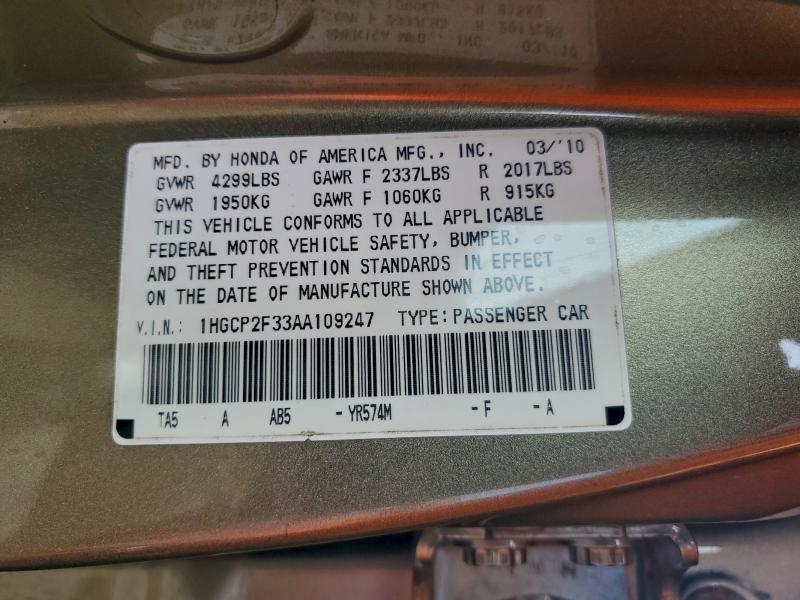 MFD. BY HONDA OF AMERICA MFG., INC. 03/'10
GVWR 4299LBS GAWR F 2337LBS R 2017LBS
GVWR 1950KG GAWR F 1060KG R 915KG
THIS VEHICLE CONFORMS TO ALL APPLICABLE
FEDERAL MOTOR VEHICLE SAFETY, BUMPER,
AND THEFT PREVENTION STANDARDS IN EFFECT
ON THE DATE OF MANUFACTURE SHOWN ABOVE.
V.I.N.: 1HGCP2F33AA109247 TYPE: PASSENGER CAR
TA5 A AB5 - YR574M - F - A